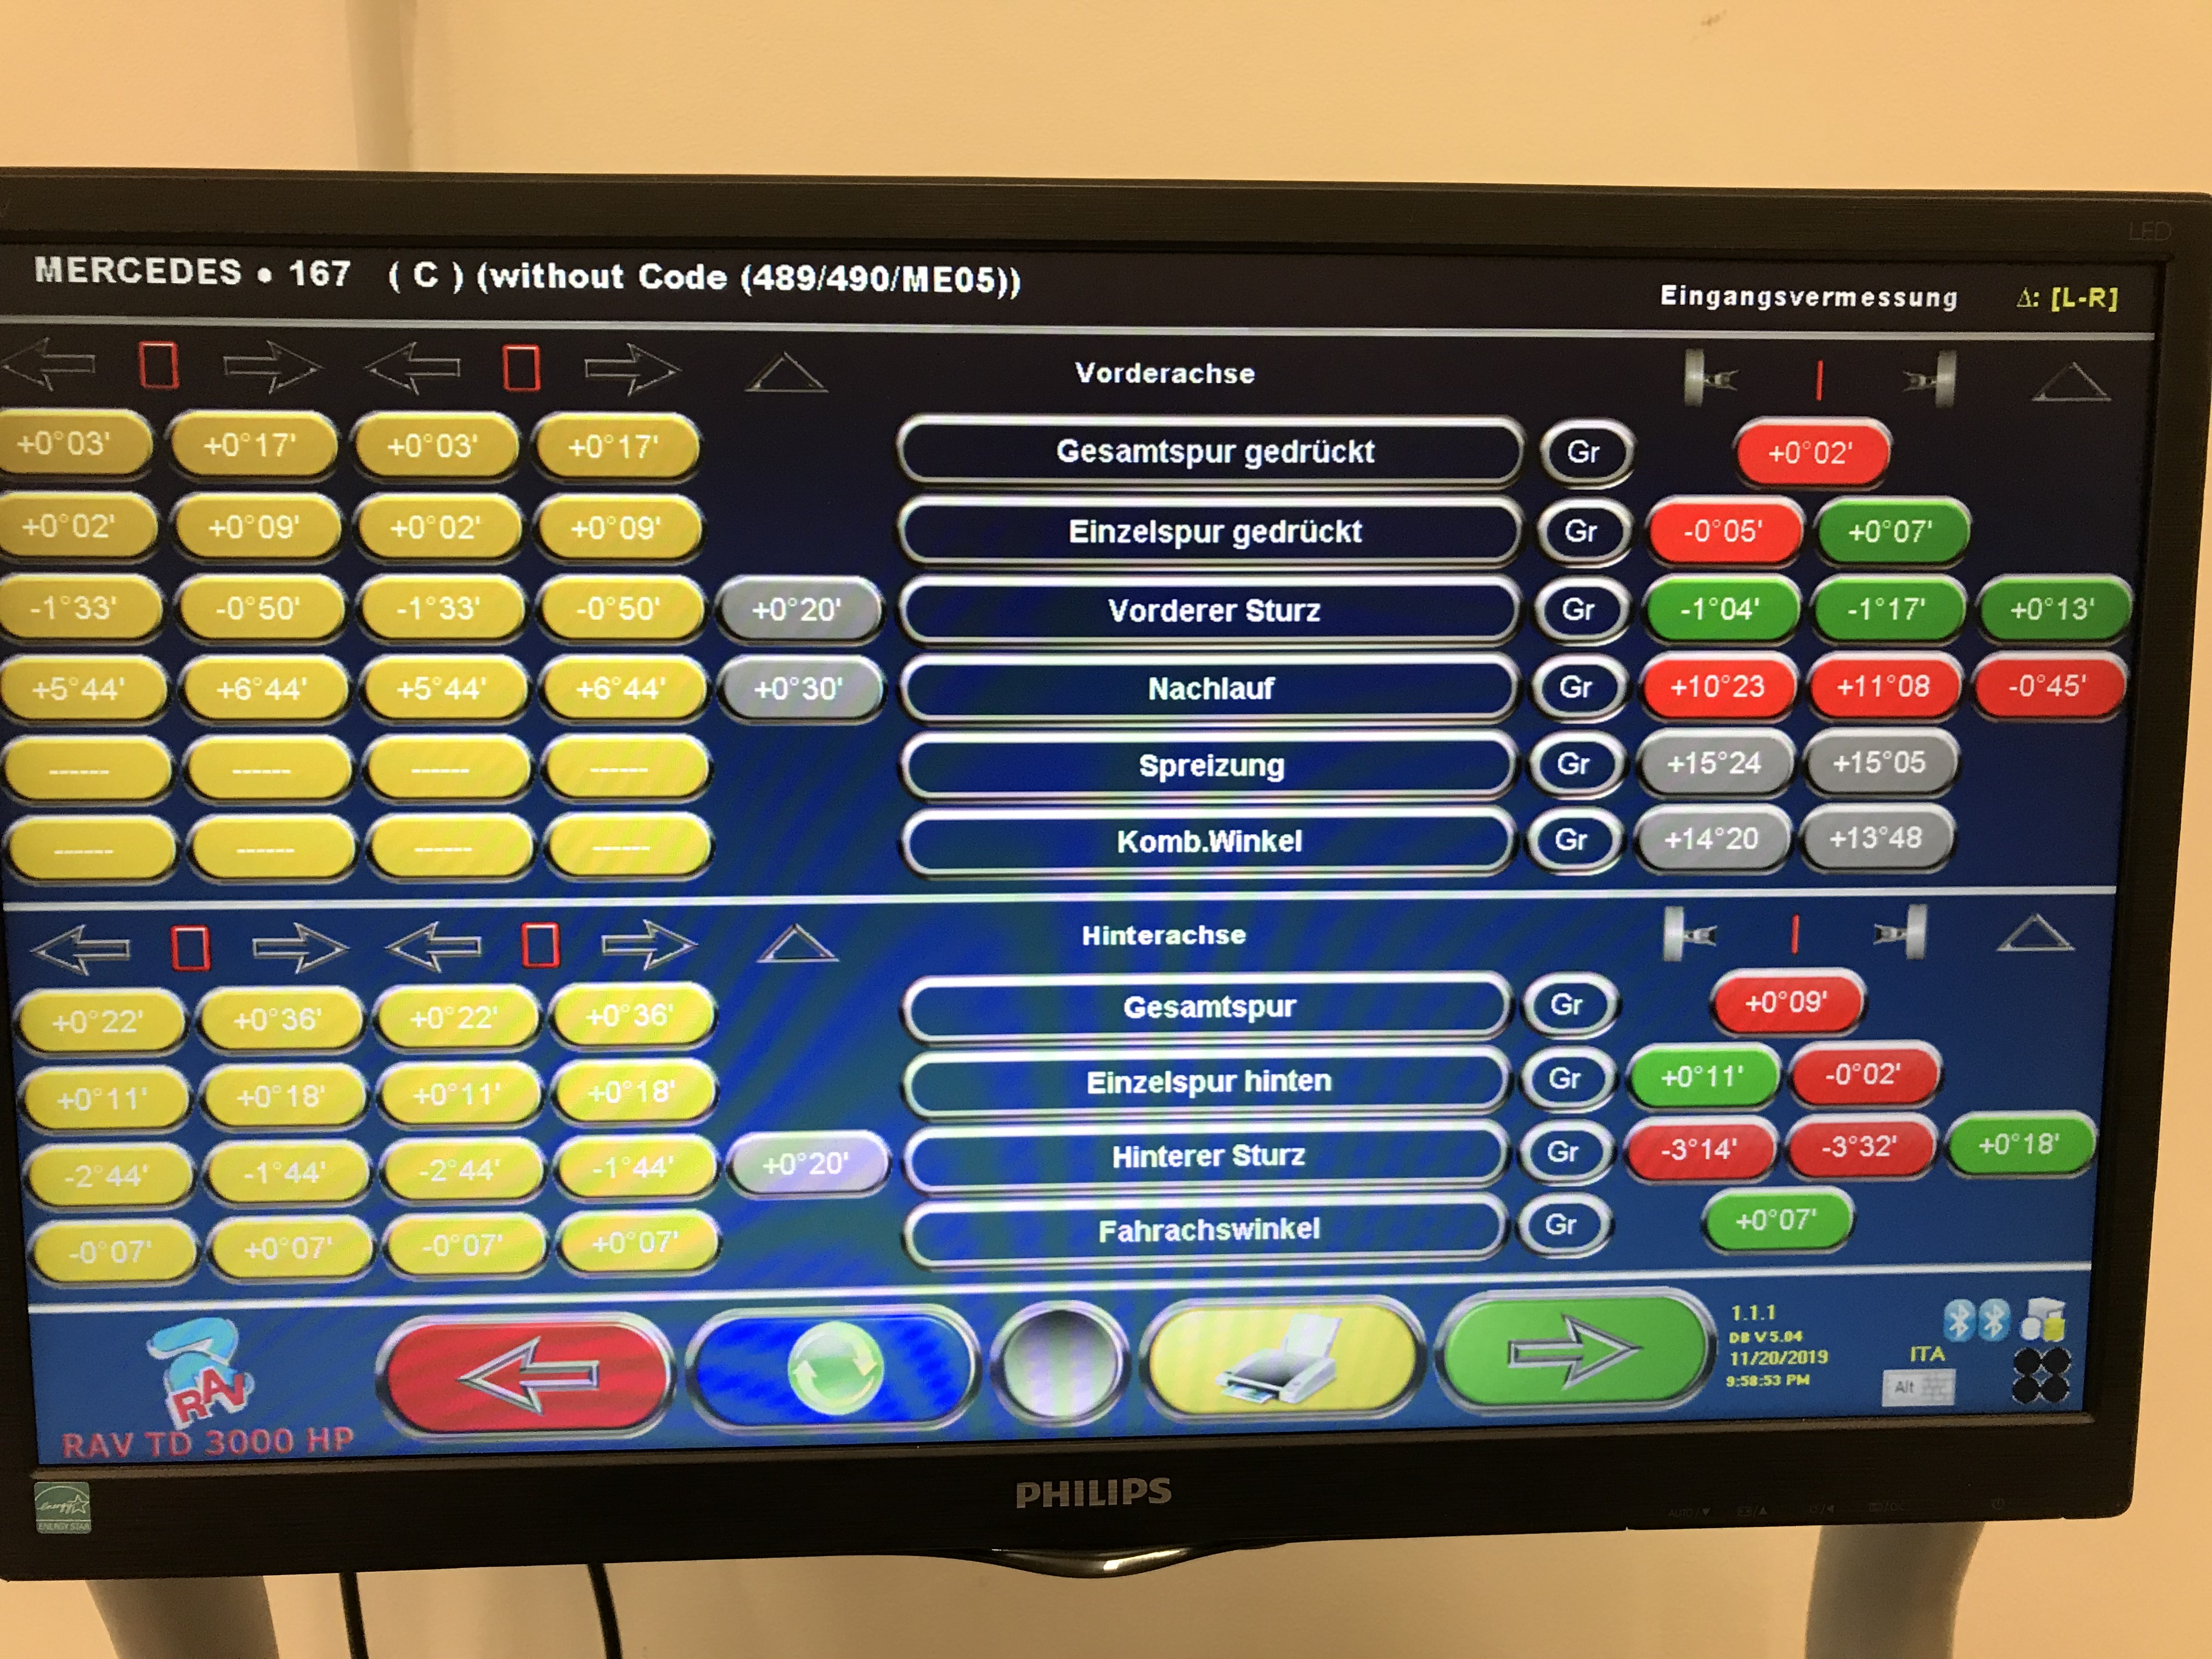 LED
MERCEDES • 167 ( C ) (without Code (489/490/ME05))
Eingangsvermessung Δ: [L-R]
Vorderachse
+0°03' +0°17' +0°03' +0°17' Gesamtspur gedrückt Gr +0°02'
+0°02' +0°09' +0°02' +0°09' Einzelspur gedrückt Gr -0°05' +0°07'
-1°33' -0°50' -1°33' -0°50' +0°20' Vorderer Sturz Gr -1°04' -1°17' +0°13'
+5°44' +6°44' +5°44' +6°44' +0°30' Nachlauf Gr +10°23 +11°08 -0°45'
------ ------ ------ ------ Spreizung Gr +15°24 +15°05
------ ------ ------ ------ Komb.Winkel Gr +14°20 +13°48
Hinterachse
+0°22' +0°36' +0°22' +0°36' Gesamtspur Gr +0°09'
+0°11' +0°18' +0°11' +0°18' Einzelspur hinten Gr +0°11' -0°02'
-2°44' -1°44' -2°44' -1°44' +0°20' Hinterer Sturz Gr -3°14' -3°32' +0°18'
-0°07' +0°07' -0°07' +0°07' Fahrachswinkel Gr +0°07'
RAV
RAV TD 3000 HP
1.1.1
DB V 5.04
11/20/2019
9:58:53 PM
ITA
Alt
PHILIPS
energy
ENERGY STAR